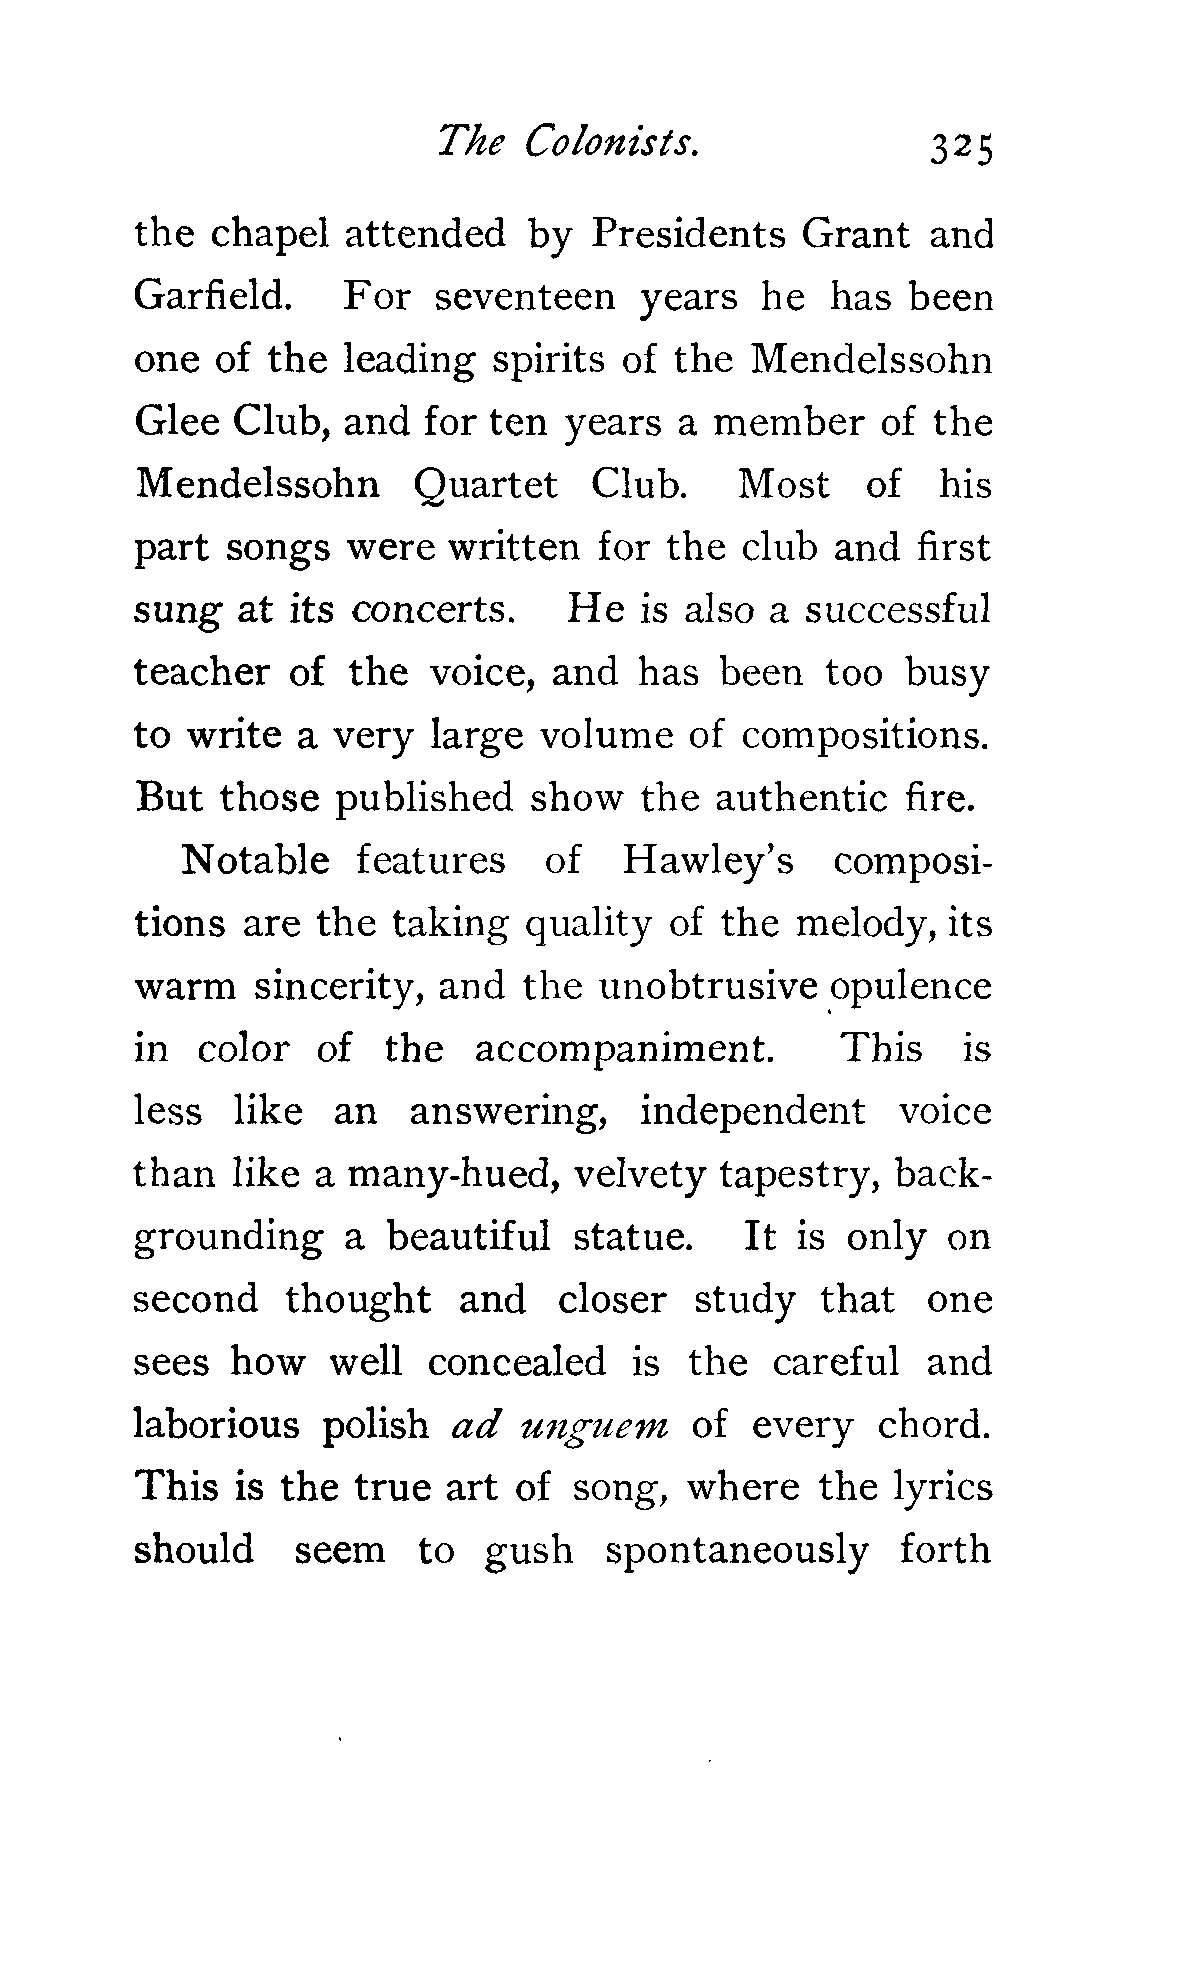 The Colonists. 325
the chapel attended by Presidents Grant and
Garfield. For seventeen years he has been
one of the leading spirits of the Mendelssohn
Glee Club, and for ten years a member of the
Mendelssohn Quartet Club. Most of his
part songs were written for the club and first
sung at its concerts. He is also a successful
teacher of the voice, and has been too busy
to write a very large volume of compositions.
But those published show the authentic fire.
Notable features of Hawley's composi-
tions are the taking quality of the melody, its
warm sincerity, and the unobtrusive opulence
in color of the accompaniment. This is
less like an answering, independent voice
than like a many-hued, velvety tapestry, back-
grounding a beautiful statue. It is only on
second thought and closer study that one
sees how well concealed is the careful and
laborious polish ad unguem of every chord.
This is the true art of song, where the lyrics
should seem to gush spontaneously forth